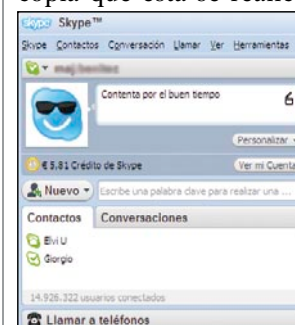 copia que esta se realice
Skype™
Skype Contactos Conversación Llamar Ver Herramientas
Contenta por el buen tiempo
6
Personalizar
€ 5,81 Crédito de Skype
Ver mi Cuenta
Nuevo
Escribe una palabra clave para realizar una ...
Contactos Conversaciones
Elvi U
Giorgio
14.926.322 usuarios conectados
Llamar a teléfonos